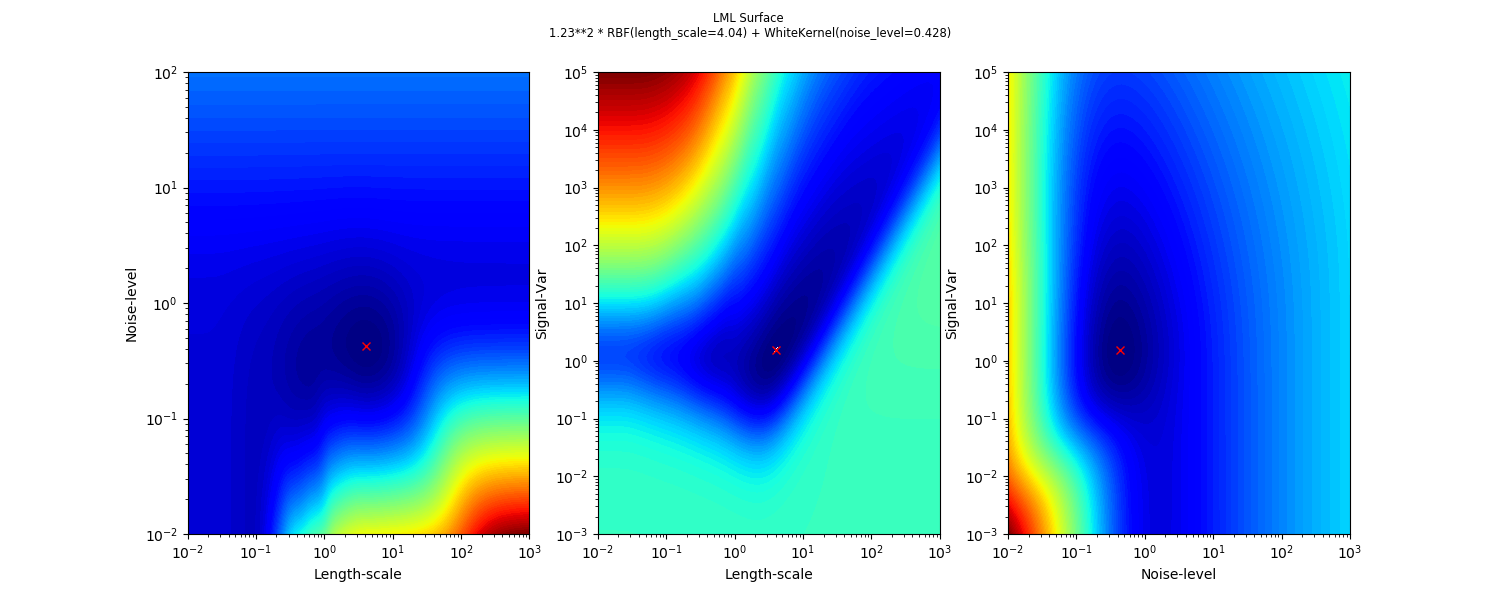 LML Surface
1.23**2 * RBF(length_scale=4.04) + WhiteKernel(noise_level=0.428)
10²
10¹
10⁰
10⁻¹
10⁻²
Noise-level
10⁻² 10⁻¹ 10⁰ 10¹ 10² 10³
Length-scale
10⁵
10⁴
10³
10²
10¹
10⁰
10⁻¹
10⁻²
10⁻³
Signal-Var
10⁻² 10⁻¹ 10⁰ 10¹ 10² 10³
Length-scale
10⁵
10⁴
10³
10²
10¹
10⁰
10⁻¹
10⁻²
10⁻³
Signal-Var
10⁻² 10⁻¹ 10⁰ 10¹ 10² 10³
Noise-level